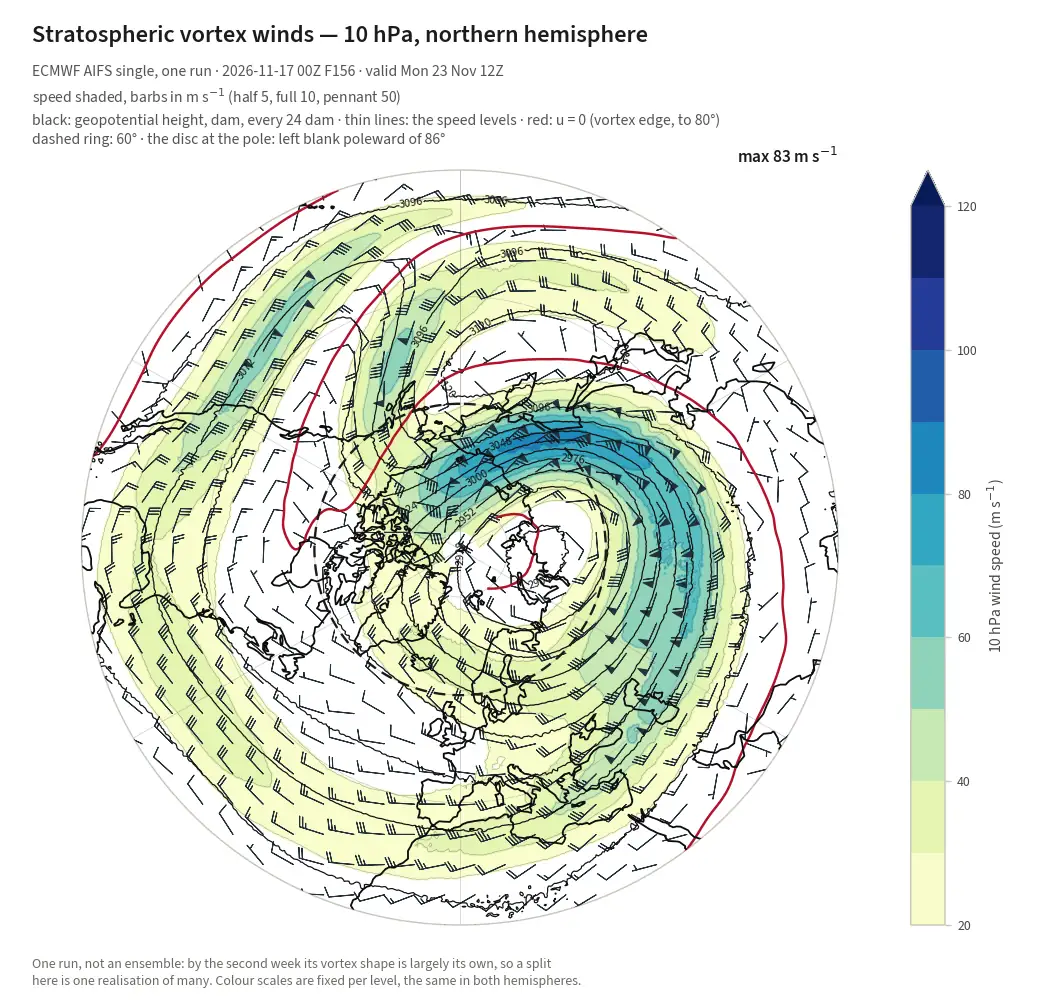 Stratospheric vortex winds — 10 hPa, northern hemisphere
ECMWF AIFS single, one run · 2026-11-17 00Z F156 · valid Mon 23 Nov 12Z
speed shaded, barbs in m s⁻¹ (half 5, full 10, pennant 50)
black: geopotential height, dam, every 24 dam · thin lines: the speed levels · red: u = 0 (vortex edge, to 80°)
dashed ring: 60° · the disc at the pole: left blank poleward of 86°
max 83 m s⁻¹
3096
3096
3096
3048
3000
2976
2952
120
100
80
60
40
20
10 hPa wind speed (m s⁻¹)
One run, not an ensemble: by the second week its vortex shape is largely its own, so a split
here is one realisation of many. Colour scales are fixed per level, the same in both hemispheres.